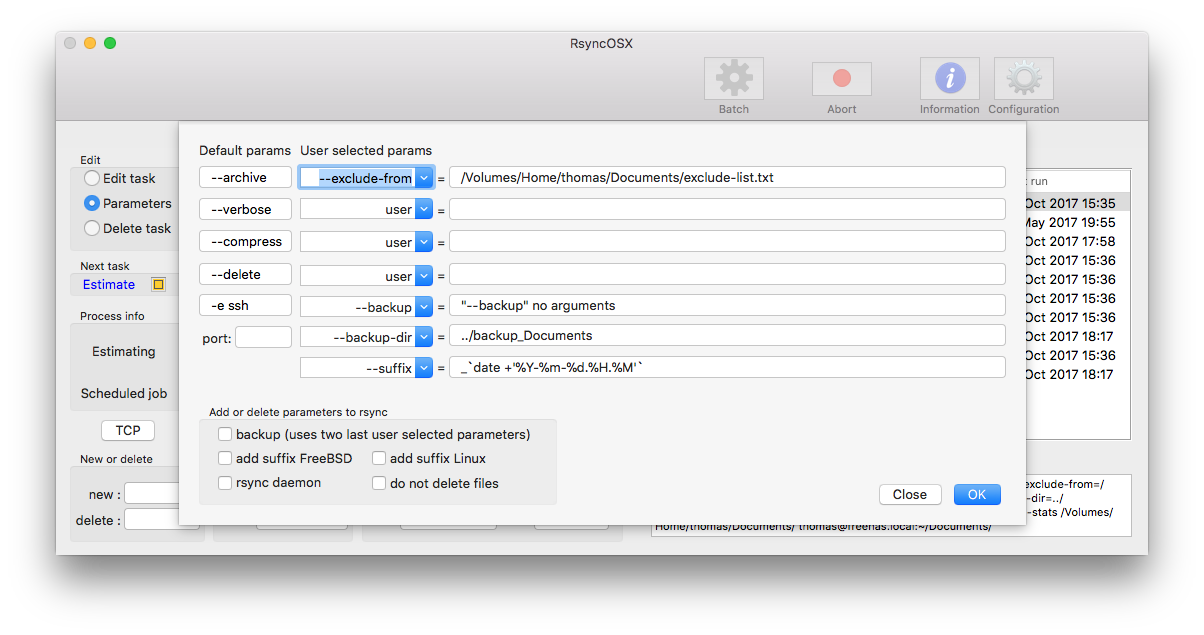 RsyncOSX
Batch
Abort
Information
Configuration
Edit
Edit task
Parameters
Delete task
Next task
Estimate
Process info
Estimating
Scheduled job
TCP
New or delete
new :
delete :
Default params User selected params
--archive --exclude-from = /Volumes/Home/thomas/Documents/exclude-list.txt
--verbose user =
--compress user =
--delete user =
-e ssh --backup = "--backup" no arguments
port: --backup-dir = ../backup_Documents
--suffix = _`date +'%Y-%m-%d.%H.%M'`
Add or delete parameters to rsync
backup (uses two last user selected parameters)
add suffix FreeBSD add suffix Linux
rsync daemon do not delete files
Close OK
run
Oct 2017 15:35
May 2017 19:55
Oct 2017 17:58
Oct 2017 15:36
Oct 2017 15:36
Oct 2017 15:36
Oct 2017 15:36
Oct 2017 18:17
Oct 2017 15:36
Oct 2017 18:17
exclude-from=/
-dir=../
-stats /Volumes/
Home/thomas/Documents/ thomas@freenas.local:~/Documents/